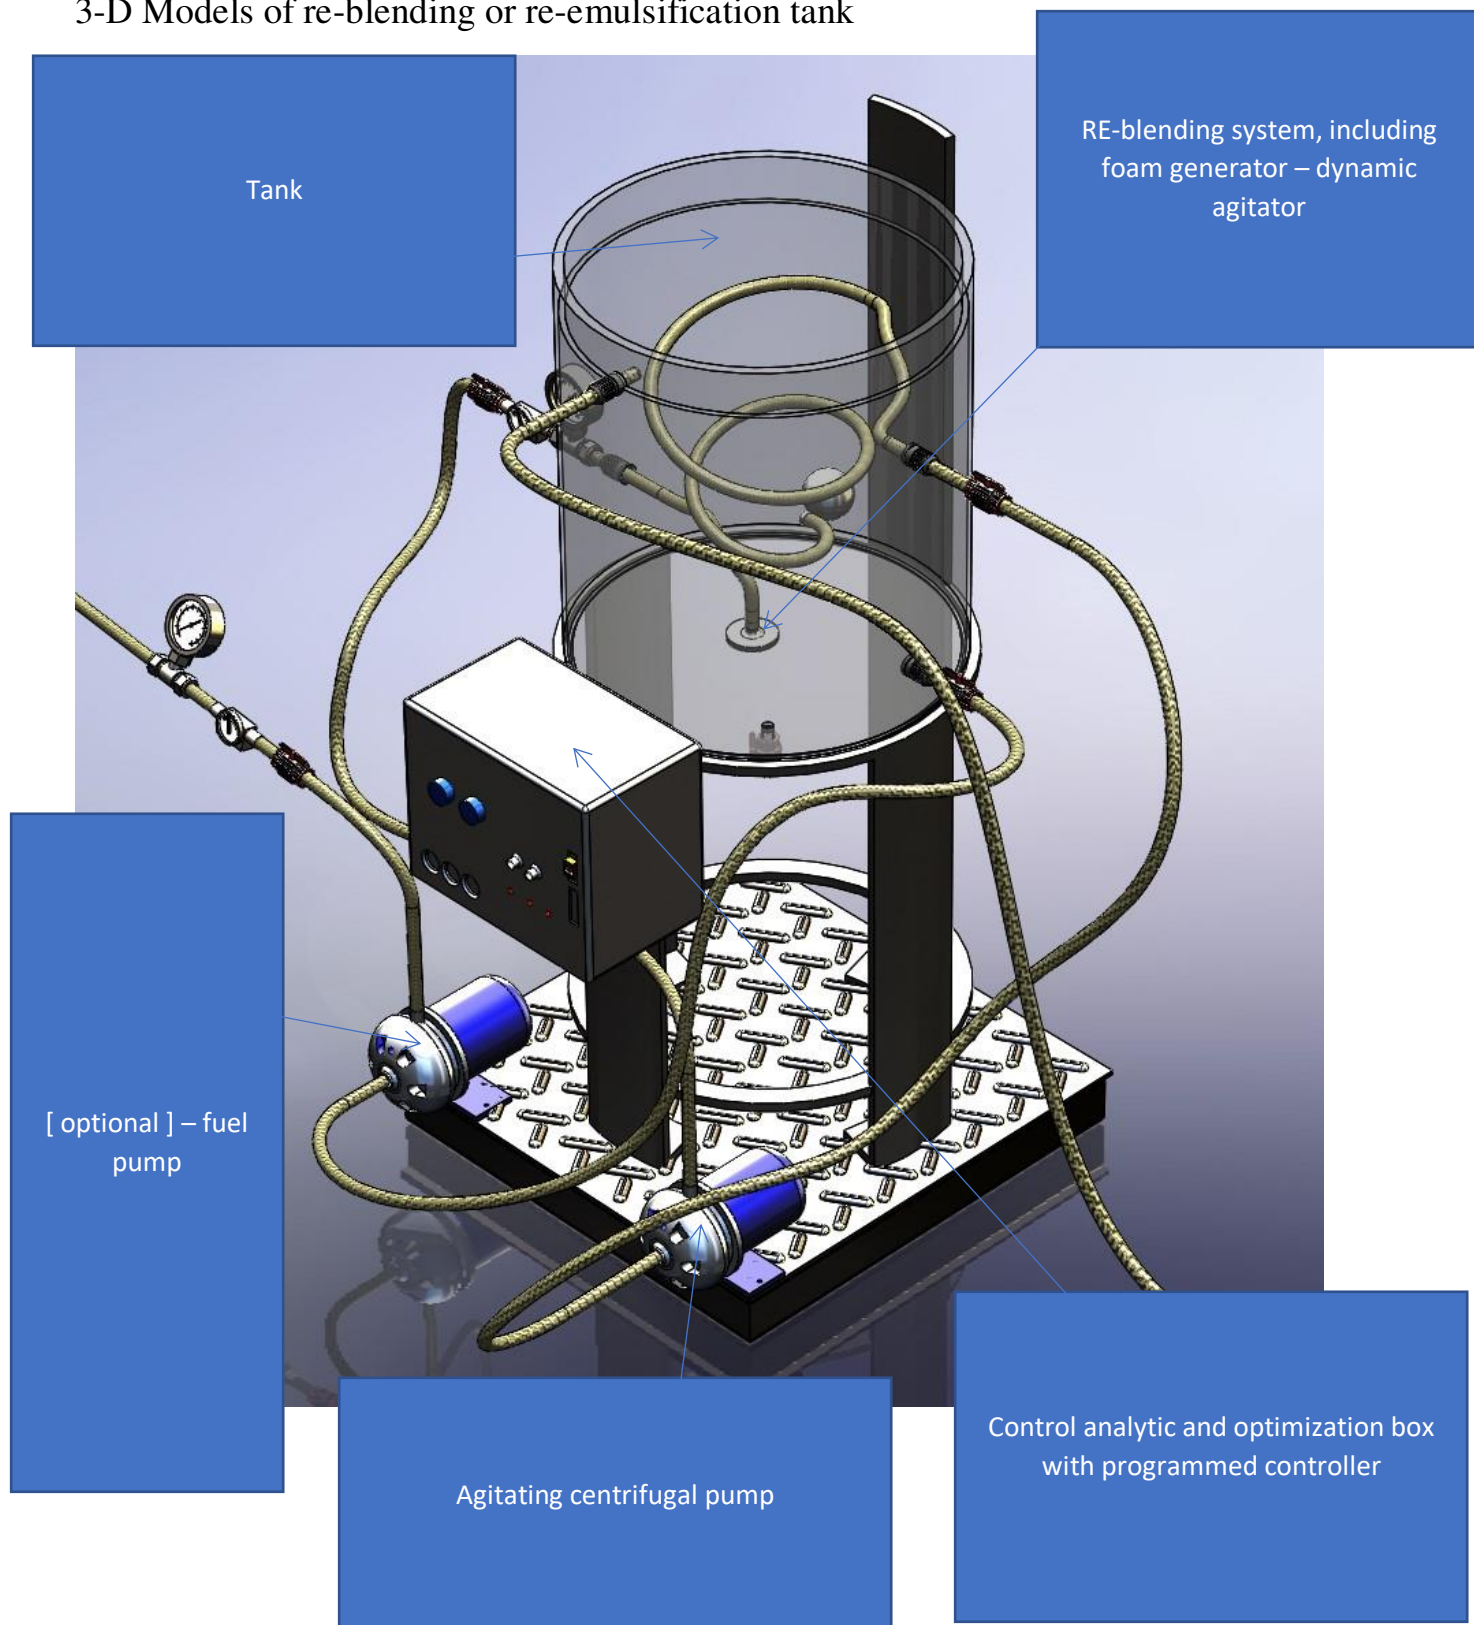 3-D Models of re-blending or re-emulsification tank
Tank
RE-blending system, including
foam generator – dynamic
agitator
[ optional ] – fuel
pump
Agitating centrifugal pump
Control analytic and optimization box
with programmed controller